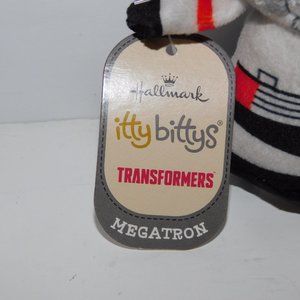 Hallmark
itty bittys®
TRANSFORMERS
MEGATRON